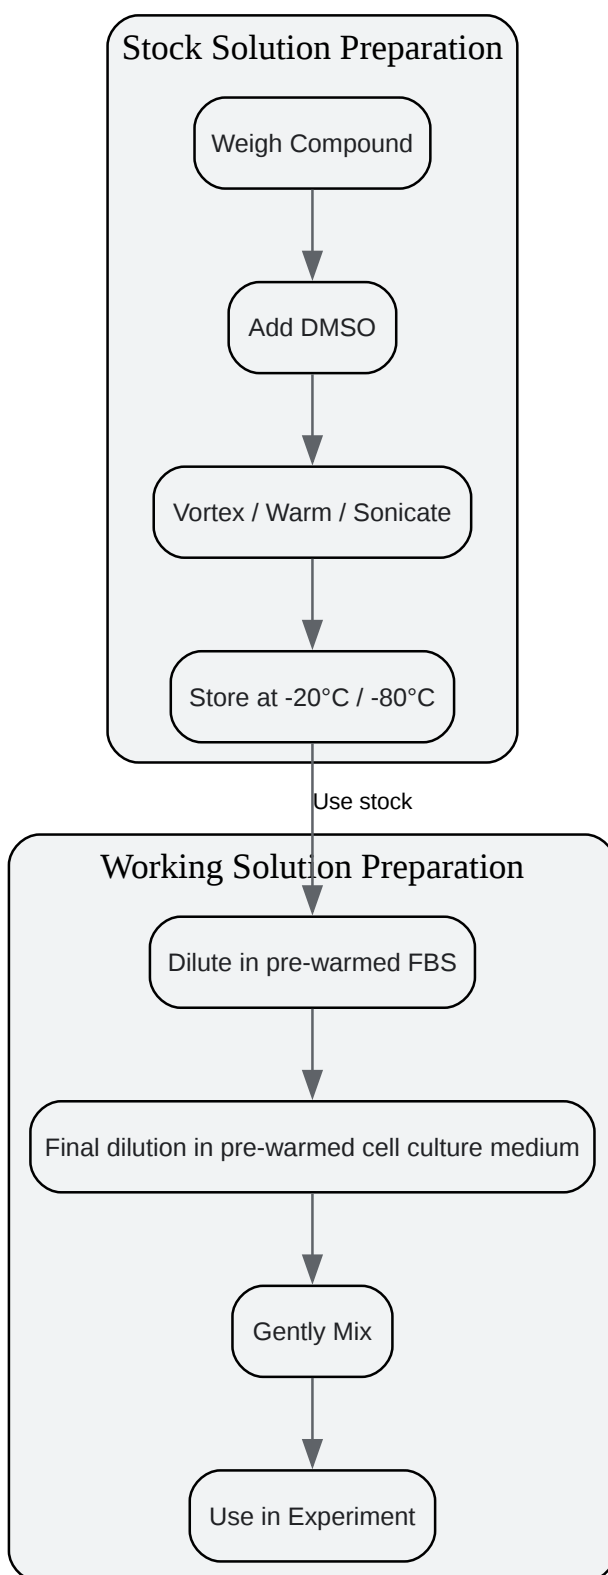 Stock Solution Preparation
Weigh Compound
Add DMSO
Vortex / Warm / Sonicate
Store at -20°C / -80°C
Use stock
Working Solution Preparation
Dilute in pre-warmed FBS
Final dilution in pre-warmed cell culture medium
Gently Mix
Use in Experiment